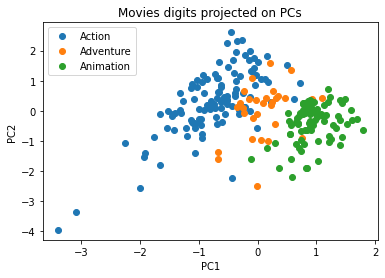 Movies digits projected on PCs
Action
Adventure
Animation
PC2
2
1
0
−1
−2
−3
−4
−3
−2
−1
0
1
2
PC1